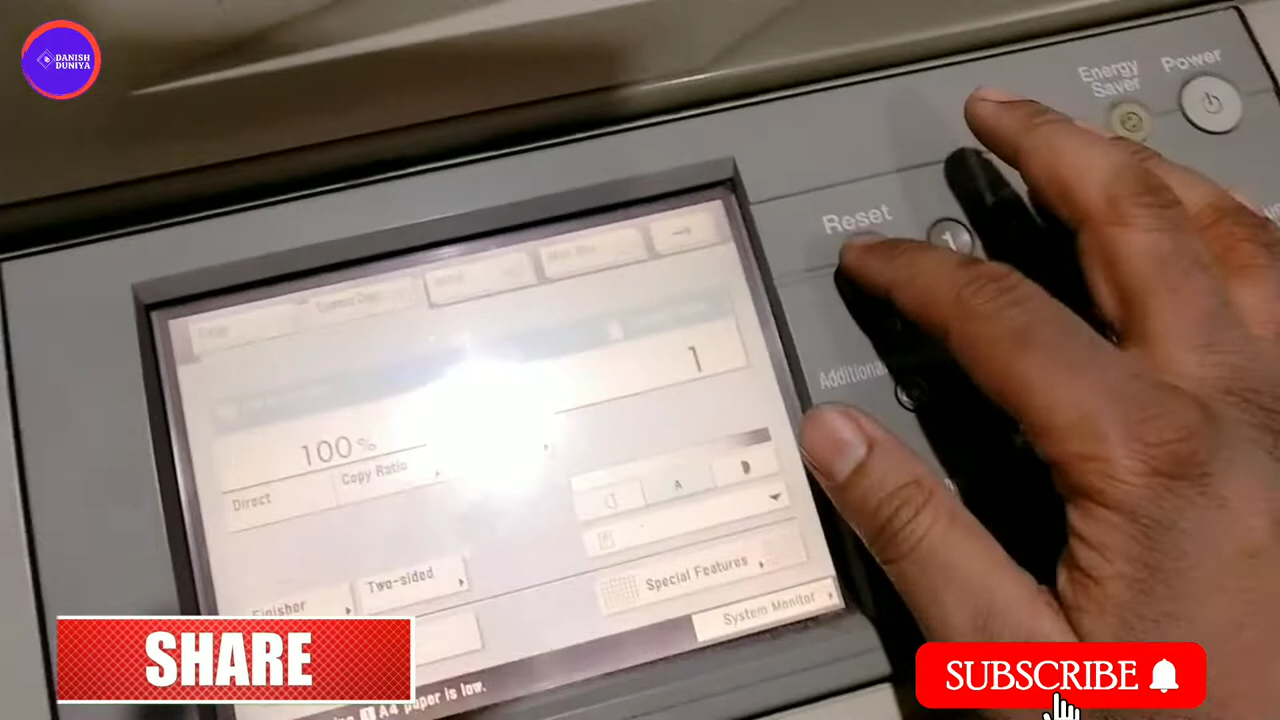 DANISH
DUNIYA
Energy
Saver
Power
Reset
1
1
100%
Direct
Copy Ratio
A
Additional
Two-sided
Special Features
Finisher
System Monitor
A4 paper is low.
SHARE
SUBSCRIBE